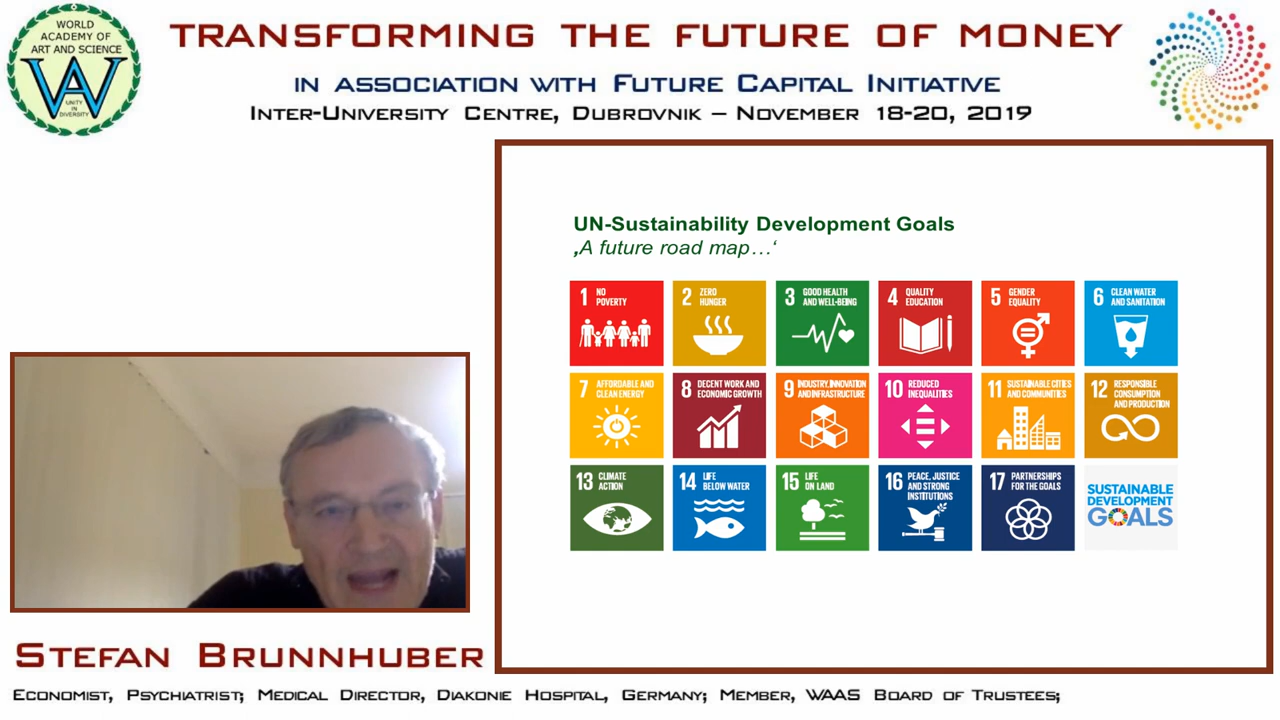 WORLD
ACADEMY OF
ART AND SCIENCE
WA
UNITY
IN
DIVERSITY
TRANSFORMING THE FUTURE OF MONEY
IN ASSOCIATION WITH FUTURE CAPITAL INITIATIVE
INTER-UNIVERSITY CENTRE, DUBROVNIK – NOVEMBER 18-20, 2019
UN-Sustainability Development Goals
‚A future road map…‘
1 NO
POVERTY
2 ZERO
HUNGER
3 GOOD HEALTH
AND WELL-BEING
4 QUALITY
EDUCATION
5 GENDER
EQUALITY
6 CLEAN WATER
AND SANITATION
7 AFFORDABLE AND
CLEAN ENERGY
8 DECENT WORK AND
ECONOMIC GROWTH
9 INDUSTRY, INNOVATION
AND INFRASTRUCTURE
10 REDUCED
INEQUALITIES
11 SUSTAINABLE CITIES
AND COMMUNITIES
12 RESPONSIBLE
CONSUMPTION
AND PRODUCTION
13 CLIMATE
ACTION
14 LIFE
BELOW WATER
15 LIFE
ON LAND
16 PEACE, JUSTICE
AND STRONG
INSTITUTIONS
17 PARTNERSHIPS
FOR THE GOALS
SUSTAINABLE
DEVELOPMENT
GOALS
STEFAN BRUNNHUBER
ECONOMIST, PSYCHIATRIST; MEDICAL DIRECTOR, DIAKONIE HOSPITAL, GERMANY; MEMBER, WAAS BOARD OF TRUSTEES;